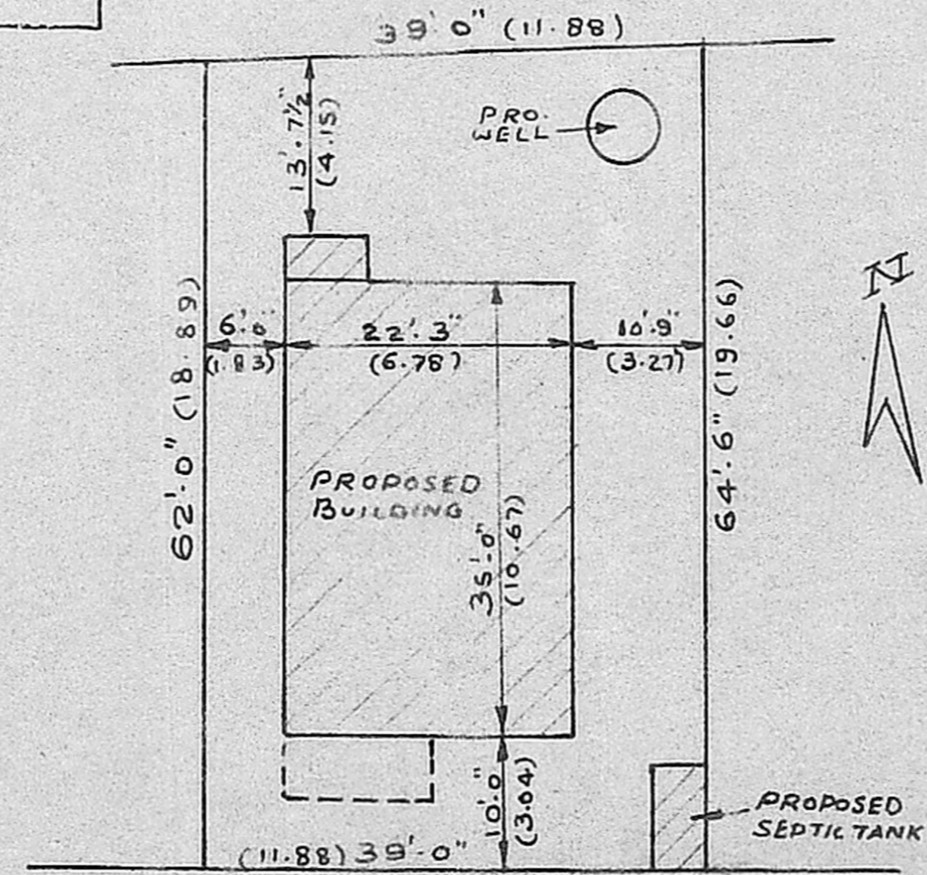 39'.0" (11.88)
PRO.
WELL
13'.7½"
(4.15)
N
62'-0" (18.89)
6'.0"
(1.83)
22'.3"
(6.78)
10'.9"
(3.27)
64'.6" (19.66)
PROPOSED
BUILDING
35'-0"
(10.67)
10'.0"
(3.04)
PROPOSED
SEPTIC TANK
(11.88) 39'-0"